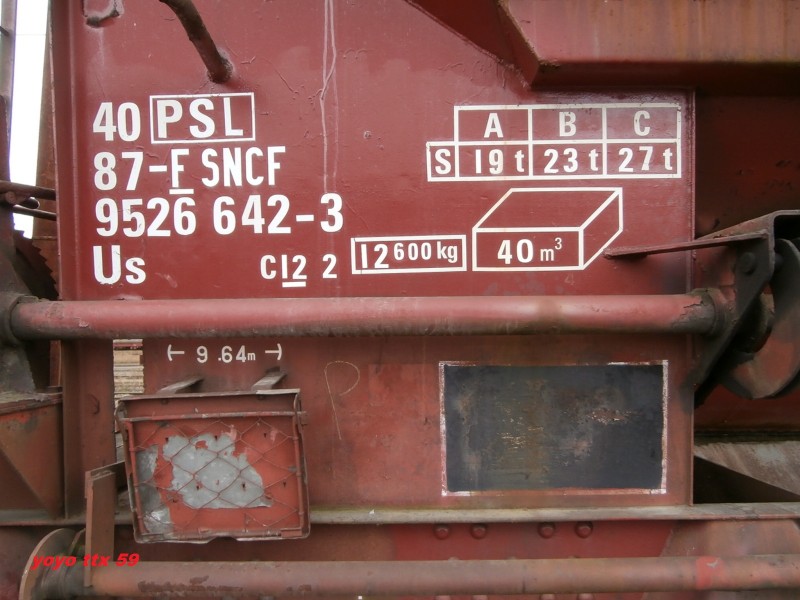 40 PSL
87-F SNCF
9526 642-3
Us
C12 2
12 600 kg
40 m³
A B C
S 19 t 23 t 27 t
9.64m
P
yoyo ttx 59